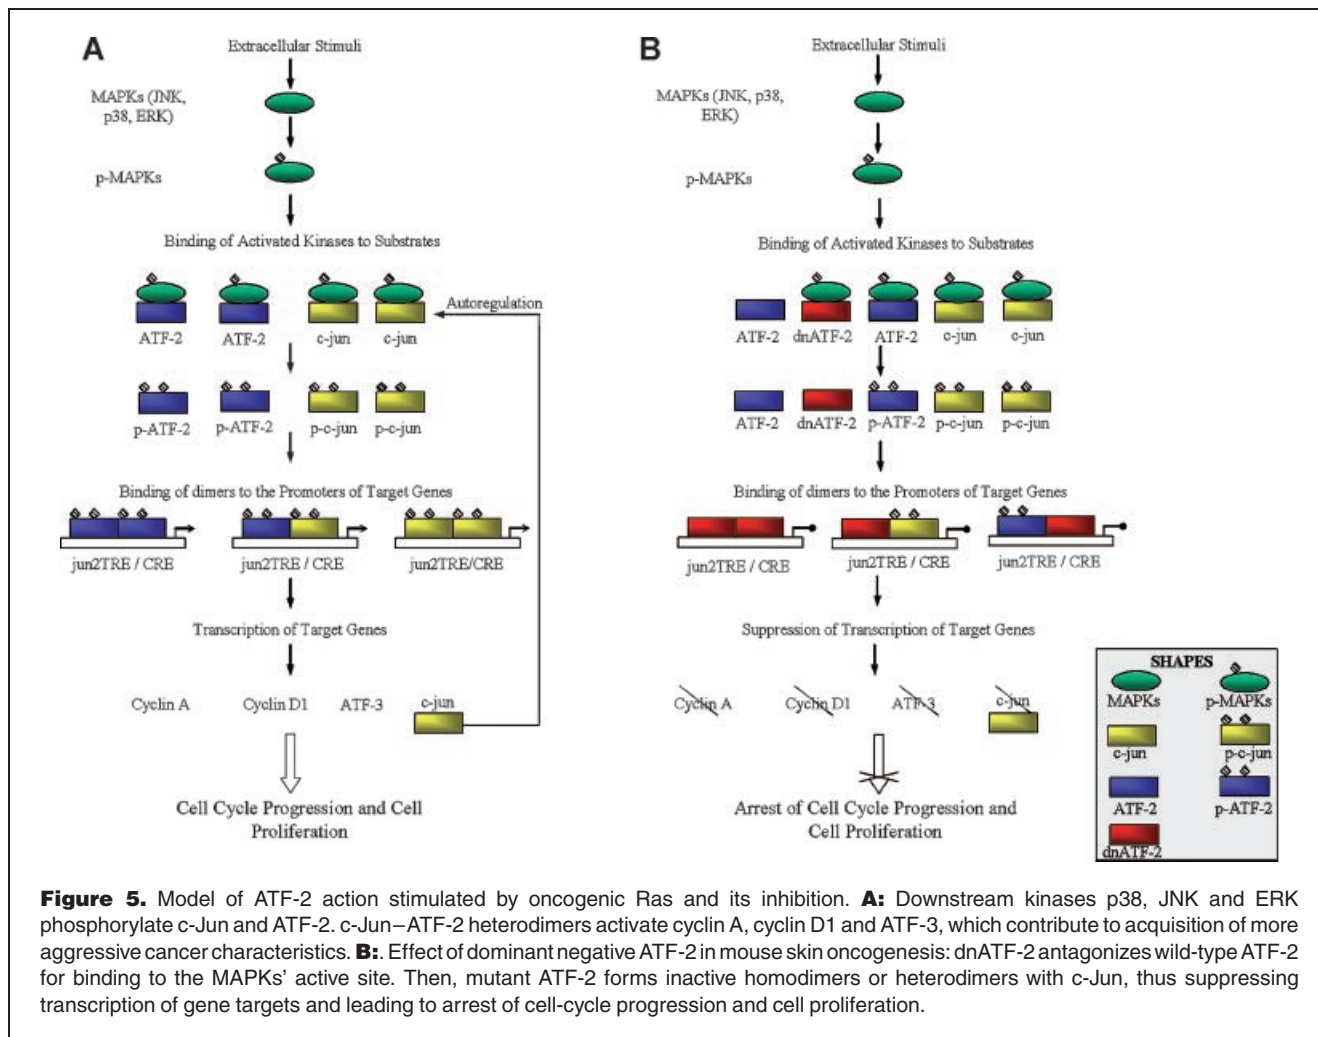 A
Extracellular Stimuli
MAPKs (JNK,
p38, ERK)
p-MAPKs
Binding of Activated Kinases to Substrates
Autoregulation
ATF-2 ATF-2 c-jun c-jun
p-ATF-2 p-ATF-2 p-c-jun p-c-jun
Binding of dimers to the Promoters of Target Genes
jun2TRE / CRE jun2TRE / CRE jun2TRE/CRE
Transcription of Target Genes
Cyclin A Cyclin D1 ATF-3 c-jun
Cell Cycle Progression and Cell
Proliferation
B
Extracellular Stimuli
MAPKs (JNK, p38,
ERK)
p-MAPKs
Binding of Activated Kinases to Substrates
ATF-2 dnATF-2 ATF-2 c-jun c-jun
ATF-2 dnATF-2 p-ATF-2 p-c-jun p-c-jun
Binding of dimers to the Promoters of Target Genes
jun2TRE / CRE jun2TRE / CRE jun2TRE / CRE
Suppression of Transcription of Target Genes
Cyclin A Cyclin D1 ATF-3 c-jun
Arrest of Cell Cycle Progression and
Cell Proliferation
SHAPES
MAPKs p-MAPKs
c-jun p-c-jun
ATF-2 p-ATF-2
dnATF-2
Figure 5. Model of ATF-2 action stimulated by oncogenic Ras and its inhibition. A: Downstream kinases p38, JNK and ERK
phosphorylate c-Jun and ATF-2. c-Jun–ATF-2 heterodimers activate cyclin A, cyclin D1 and ATF-3, which contribute to acquisition of more
aggressive cancer characteristics. B:. Effect of dominant negative ATF-2 in mouse skin oncogenesis: dnATF-2 antagonizes wild-type ATF-2
for binding to the MAPKs' active site. Then, mutant ATF-2 forms inactive homodimers or heterodimers with c-Jun, thus suppressing
transcription of gene targets and leading to arrest of cell-cycle progression and cell proliferation.